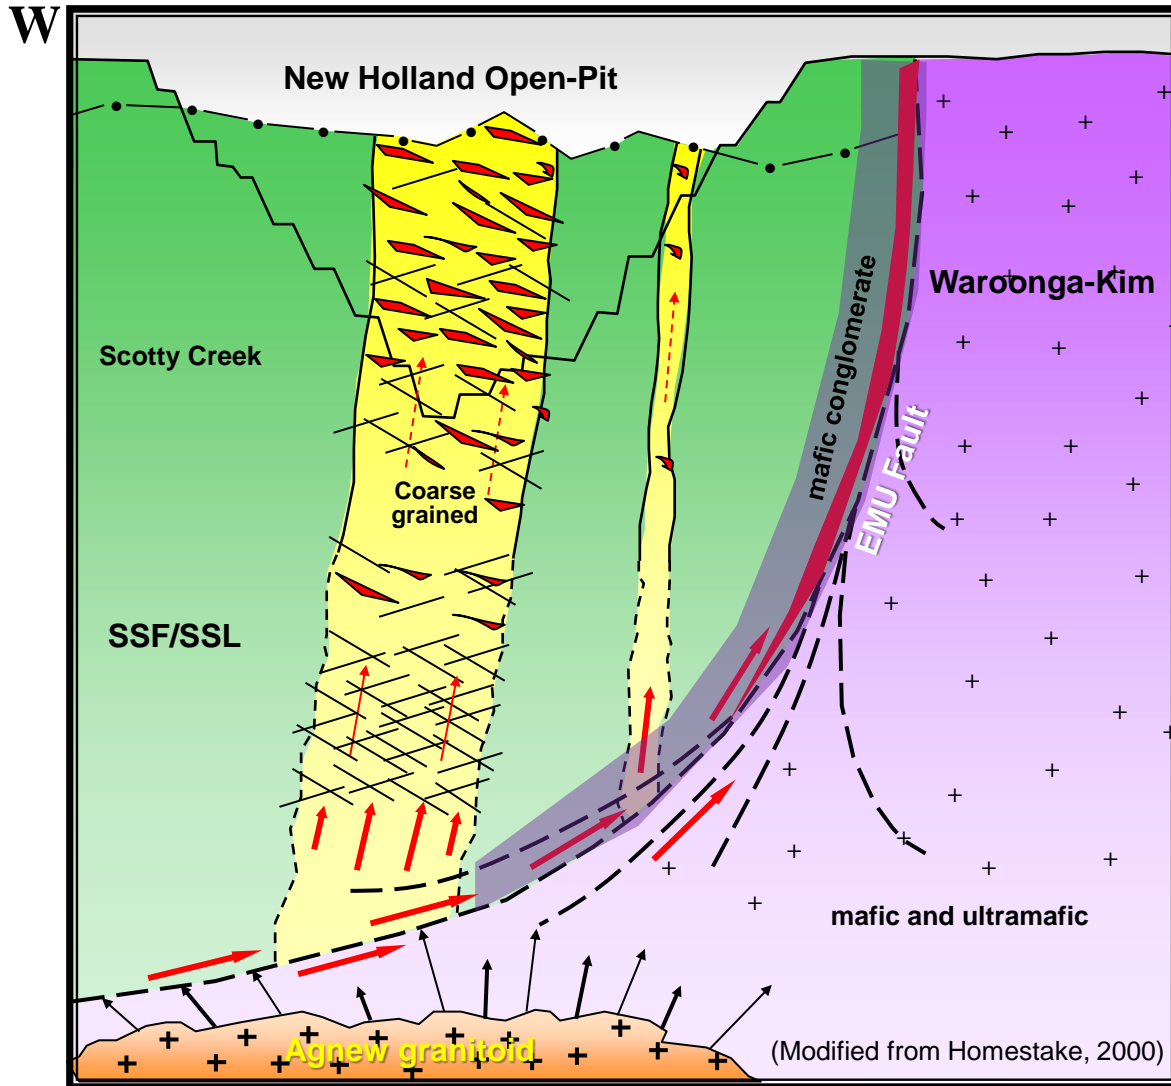 W
New Holland Open-Pit
Waroonga-Kim
mafic conglomerate
Scotty Creek
EMU Fault
Coarse
grained
SSF/SSL
mafic and ultramafic
Agnew granitoid
(Modified from Homestake, 2000)